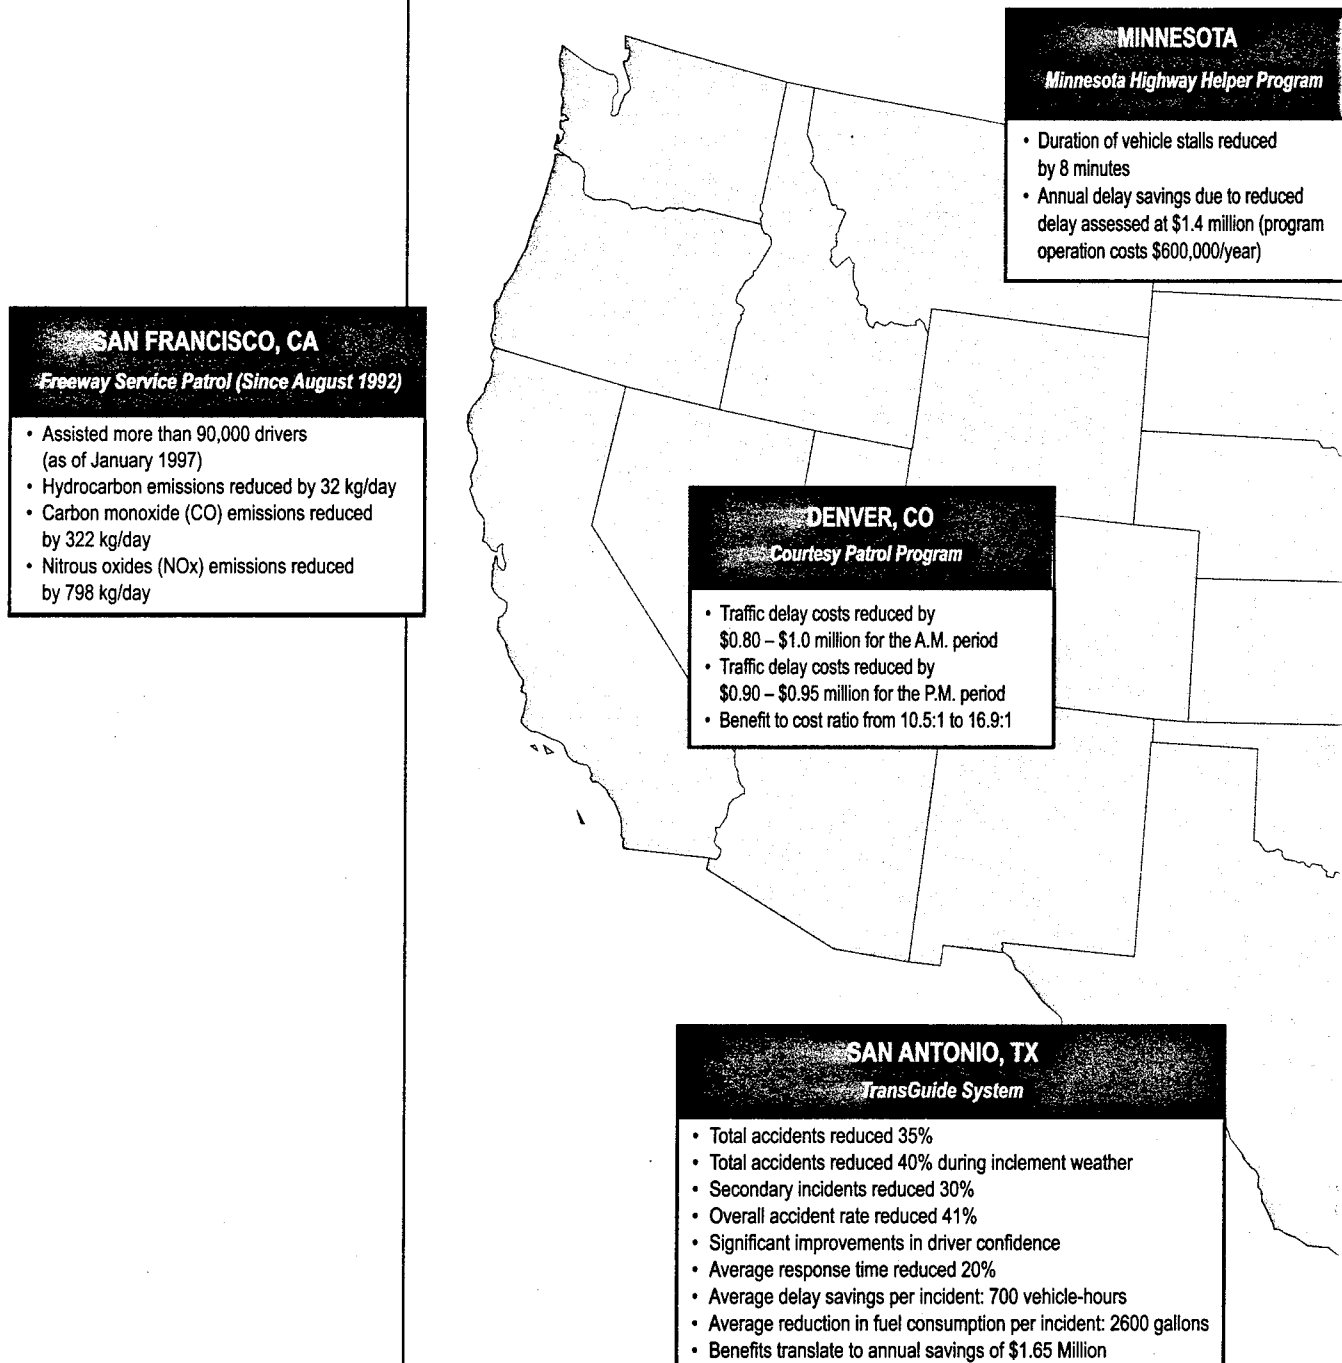 MINNESOTA
Minnesota Highway Helper Program
• Duration of vehicle stalls reduced
by 8 minutes
• Annual delay savings due to reduced
delay assessed at $1.4 million (program
operation costs $600,000/year)
SAN FRANCISCO, CA
Freeway Service Patrol (Since August 1992)
• Assisted more than 90,000 drivers
(as of January 1997)
• Hydrocarbon emissions reduced by 32 kg/day
• Carbon monoxide (CO) emissions reduced
by 322 kg/day
• Nitrous oxides (NOx) emissions reduced
by 798 kg/day
DENVER, CO
Courtesy Patrol Program
• Traffic delay costs reduced by
$0.80 – $1.0 million for the A.M. period
• Traffic delay costs reduced by
$0.90 – $0.95 million for the P.M. period
• Benefit to cost ratio from 10.5:1 to 16.9:1
SAN ANTONIO, TX
TransGuide System
• Total accidents reduced 35%
• Total accidents reduced 40% during inclement weather
• Secondary incidents reduced 30%
• Overall accident rate reduced 41%
• Significant improvements in driver confidence
• Average response time reduced 20%
• Average delay savings per incident: 700 vehicle-hours
• Average reduction in fuel consumption per incident: 2600 gallons
• Benefits translate to annual savings of $1.65 Million